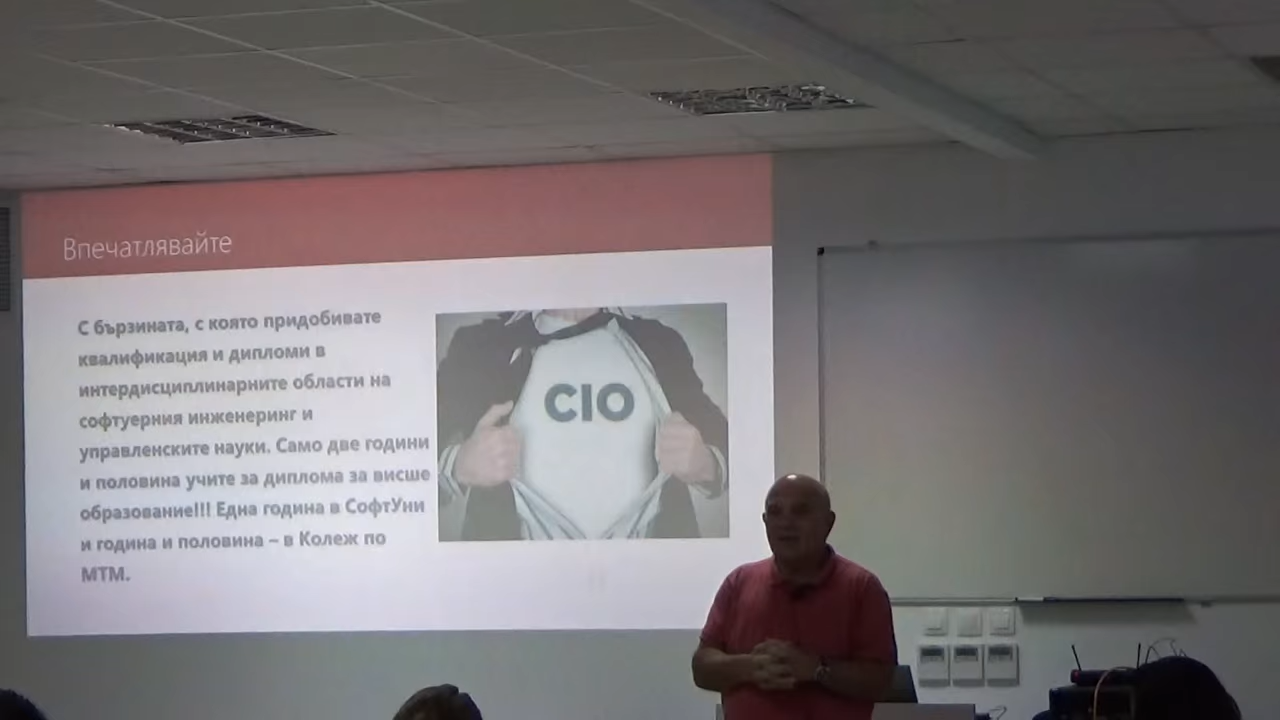 Впечатлявайте
С бързината, с която придобивате
квалификация и дипломи в
интердисциплинарните области на
софтуерния инженеринг и
управленските науки. Само две години
и половина учите за диплома за висше
образование!!! Една година в СофтУни
и година и половина – в Колеж по
МТМ.
CIO